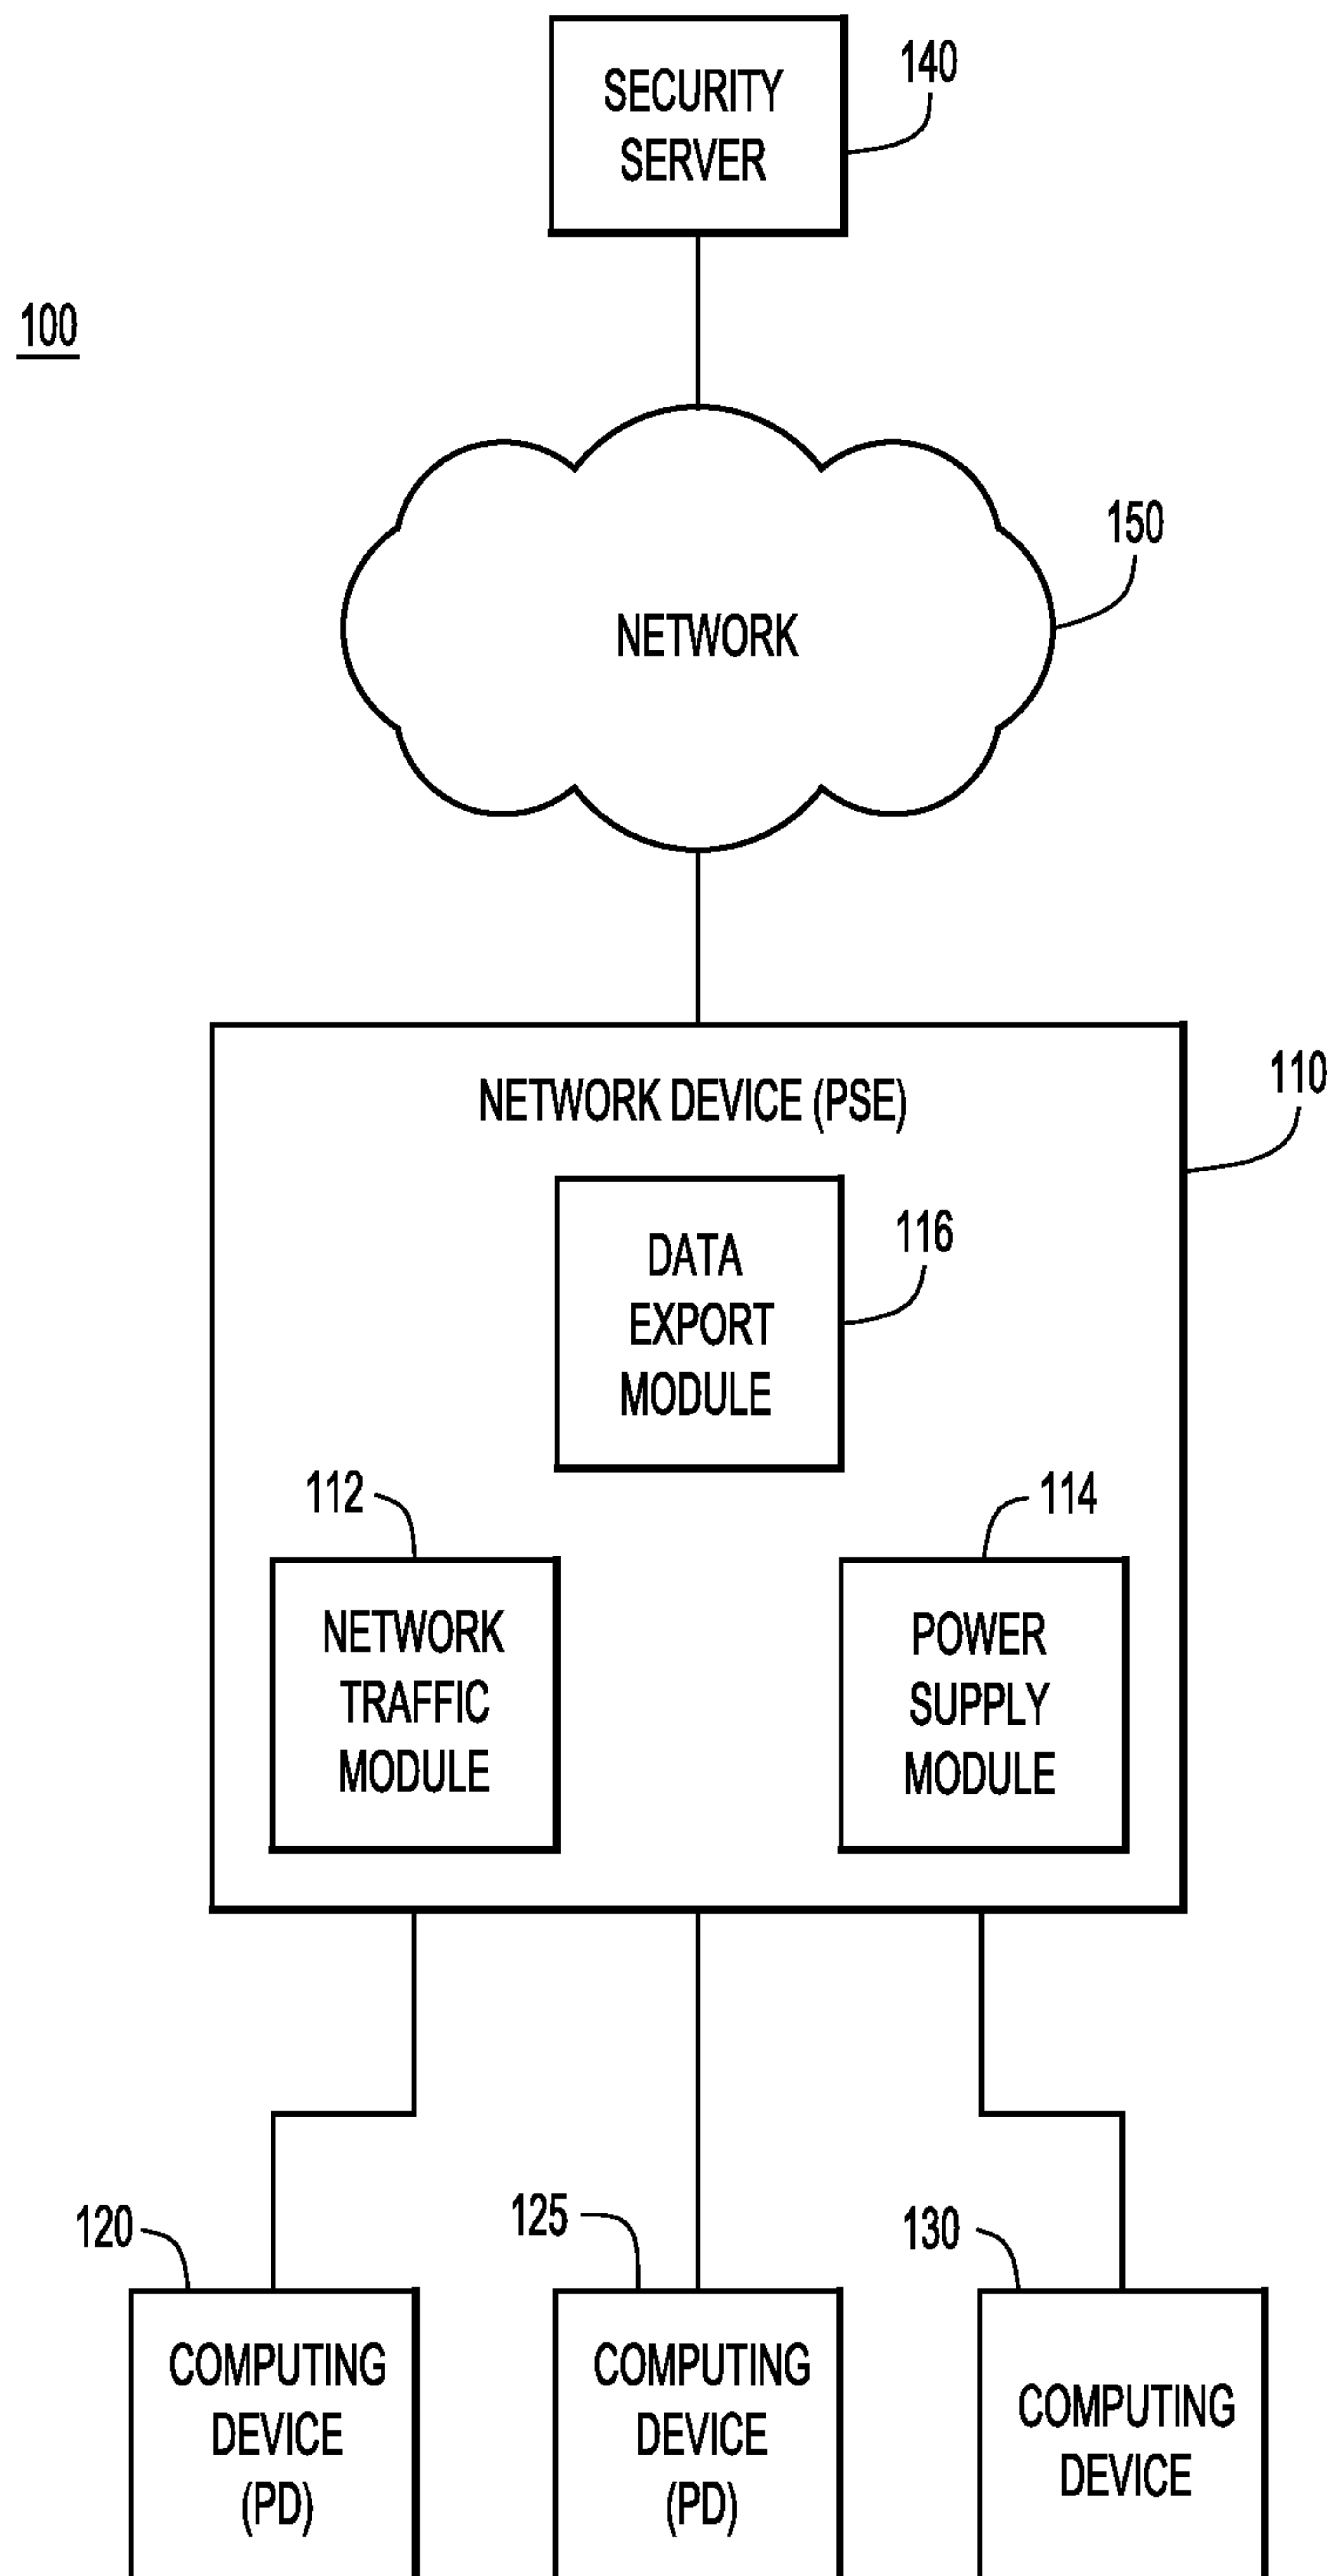 SECURITY
SERVER
140
100
150
NETWORK
NETWORK DEVICE (PSE)
110
DATA
EXPORT
MODULE
116
112
114
NETWORK
TRAFFIC
MODULE
POWER
SUPPLY
MODULE
120
125
130
COMPUTING
DEVICE
(PD)
COMPUTING
DEVICE
(PD)
COMPUTING
DEVICE